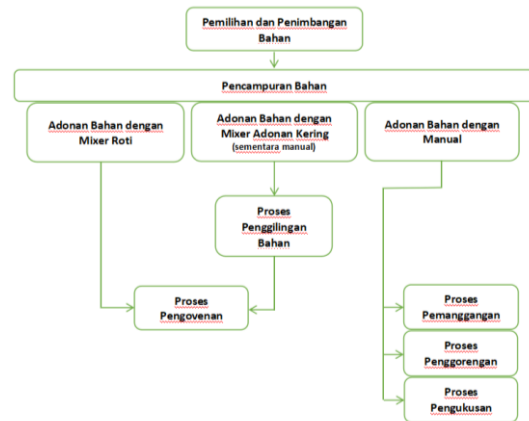 Pemilihan dan Penimbangan
Bahan
Pencampuran Bahan
Adonan Bahan dengan
Mixer Roti
Adonan Bahan dengan
Mixer Adonan Kering
(sementara manual)
Adonan Bahan dengan
Manual
Proses
Penggilingan
Bahan
Proses
Pengovenan
Proses
Pemanggangan
Proses
Penggorengan
Proses
Pengukusan